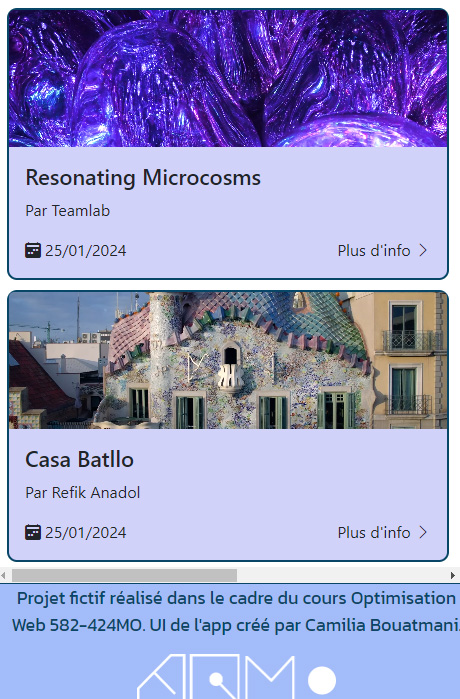 Resonating Microcosms
Par Teamlab
25/01/2024
Plus d'info
Casa Batllo
Par Refik Anadol
25/01/2024
Plus d'info
Projet fictif réalisé dans le cadre du cours Optimisation
Web 582-424MO. UI de l'app créé par Camilia Bouatmani.